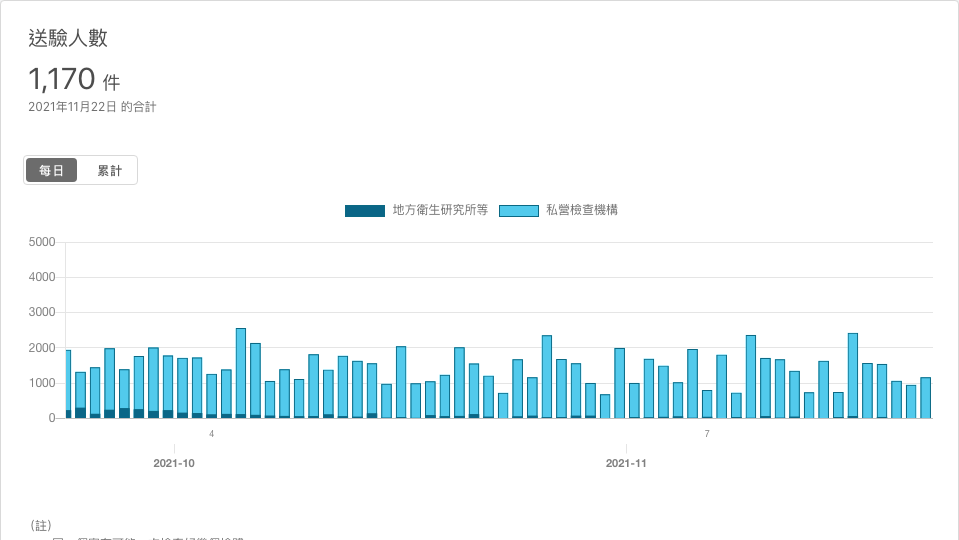 送驗人數
1,170 件
2021年11月22日 的合計
每日 累計
地方衛生研究所等 私營檢查機構
5000
4000
3000
2000
1000
0
4 7
2021-10 2021-11
（註）